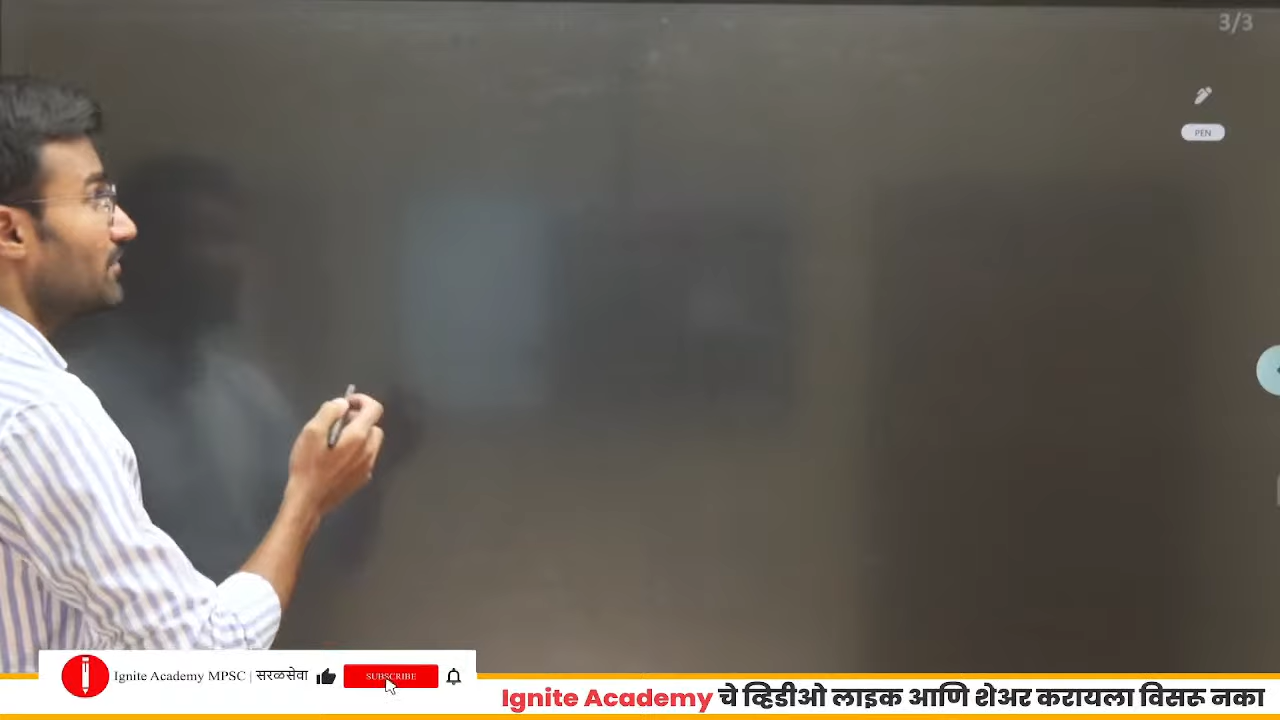 3/3
PEN
Ignite Academy MPSC | सरळसेवा
SUBSCRIBE
Ignite Academy चे व्हिडीओ लाइक आणि शेअर करायला विसरू नका